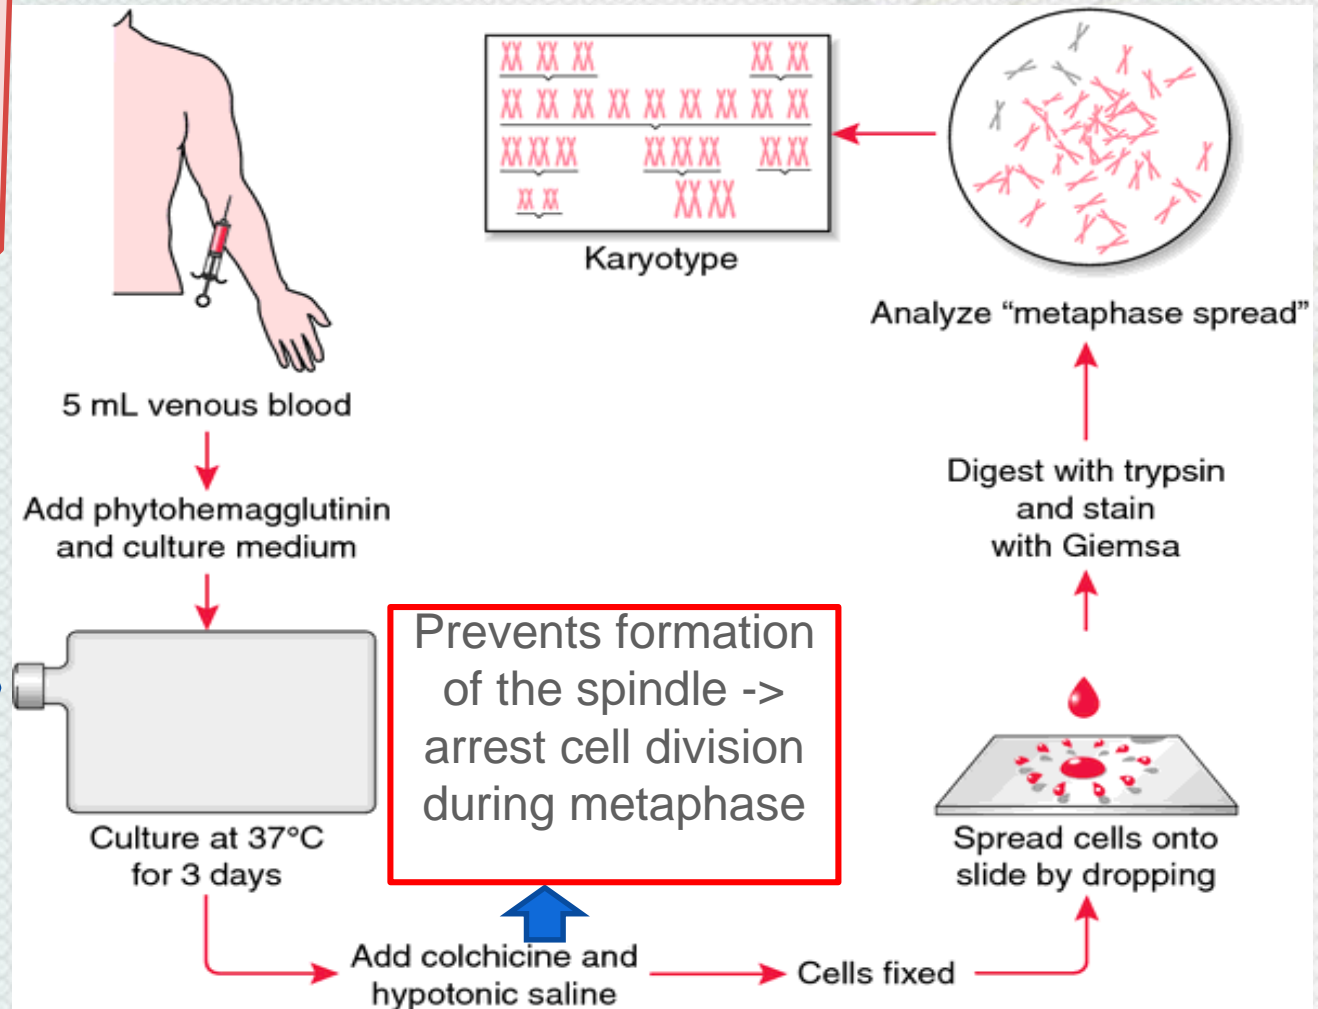 5 mL venous blood
Add phytohemagglutinin
and culture medium
Culture at 37°C
for 3 days
Prevents formation
of the spindle ->
arrest cell division
during metaphase
Add colchicine and
hypotonic saline
Cells fixed
Spread cells onto
slide by dropping
Digest with trypsin
and stain
with Giemsa
Analyze “metaphase spread”
Karyotype